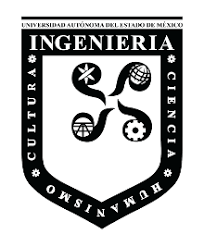 UNIVERSIDAD AUTÓNOMA DEL ESTADO DE MÉXICO
INGENIERIA
CULTURA
CIENCIA
HUMANISMO